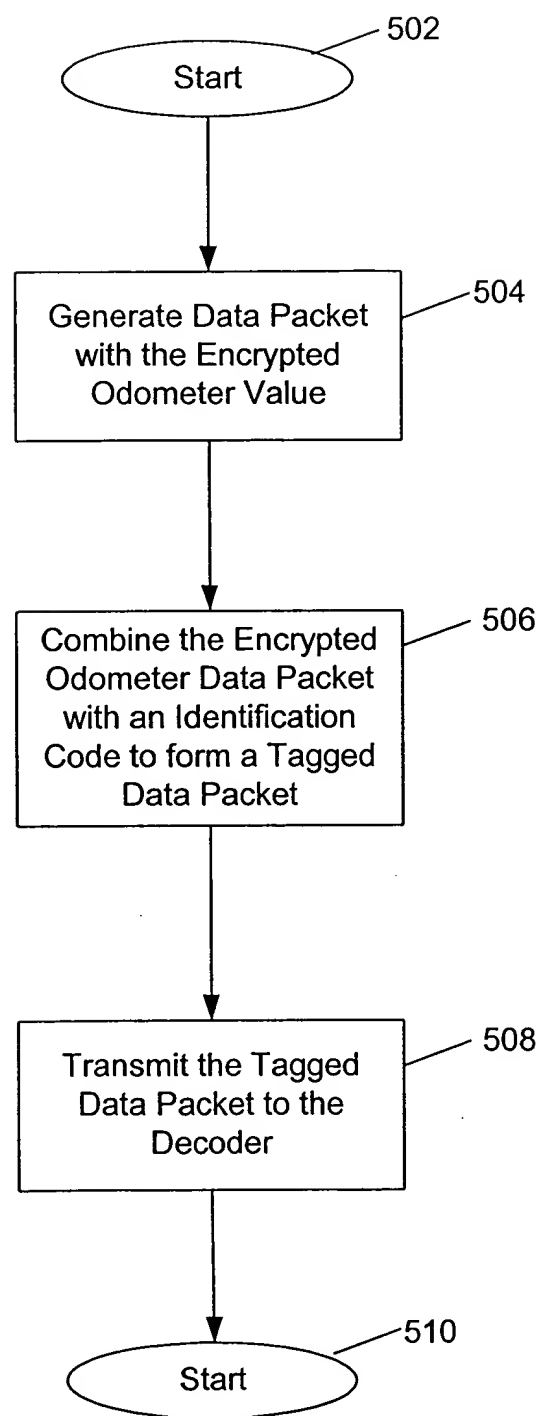 502
Start
504
Generate Data Packet
with the Encrypted
Odometer Value
506
Combine the Encrypted
Odometer Data Packet
with an Identification
Code to form a Tagged
Data Packet
508
Transmit the Tagged
Data Packet to the
Decoder
510
Start